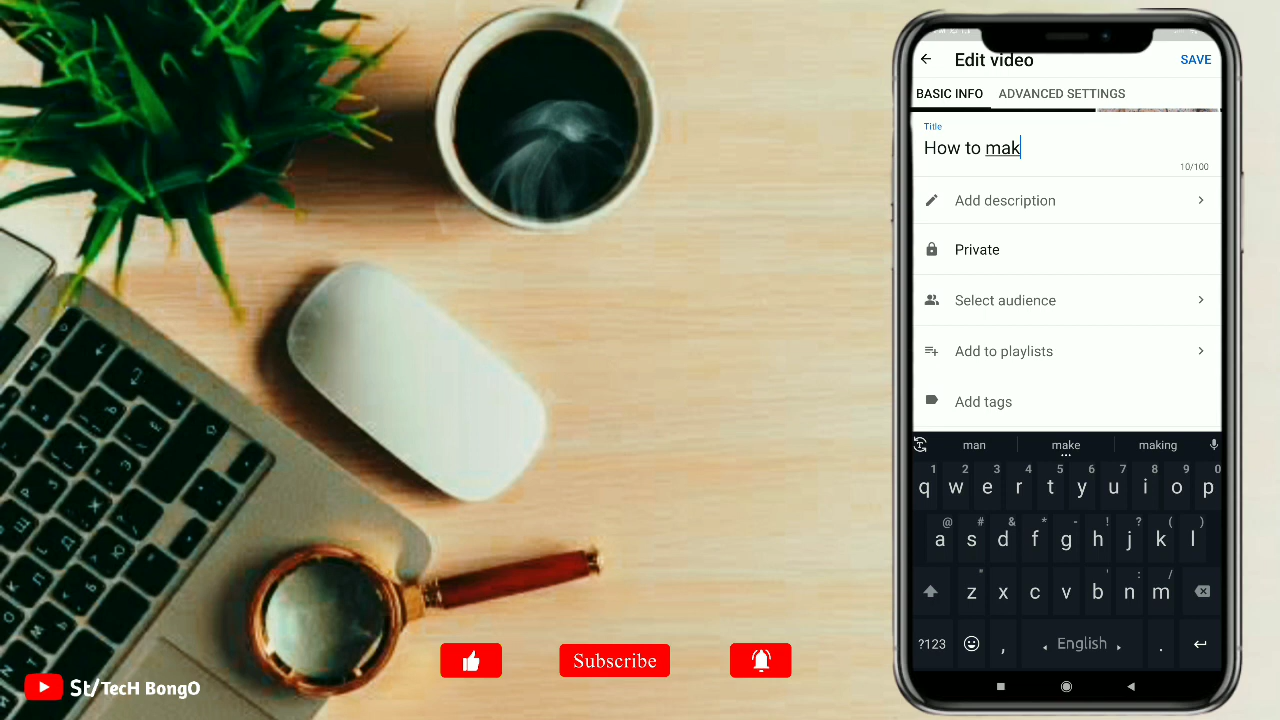 Edit video
SAVE
BASIC INFO
ADVANCED SETTINGS
Title
How to mak
10/100
Add description
Private
Select audience
Add to playlists
Add tags
man
make
making
1 2 3 4 5 6 7 8 9 0
q w e r t y u i o p
@ # & * - ! ? ( )
a s d f g h j k l
" ' : /
z x c v b n m
?123 , English .
Subscribe
St/TecH BongO